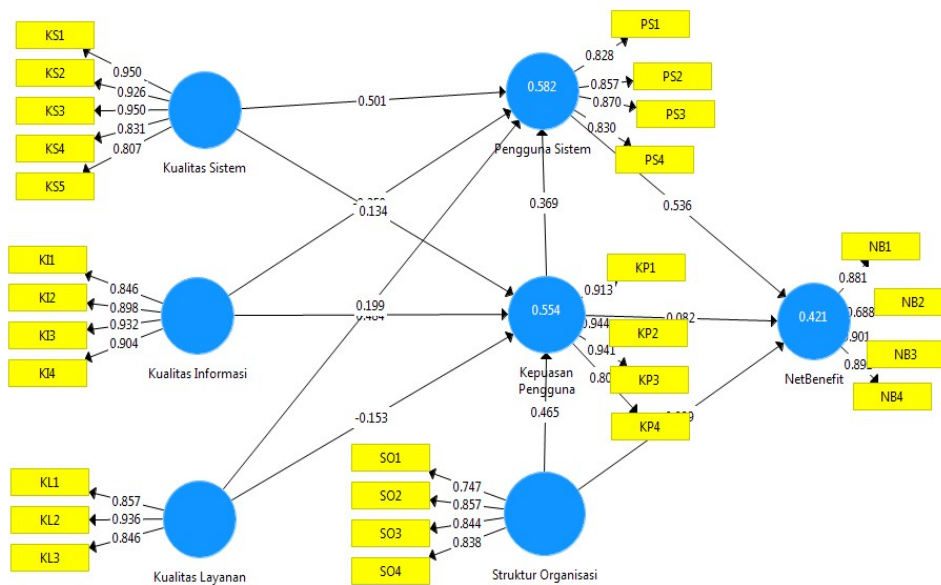 KS1
KS2
KS3
KS4
KS5
0.950
0.926
0.950
0.831
0.807
Kualitas Sistem
0.501
0.582
Pengguna Sistem
PS1
PS2
PS3
PS4
0.828
0.857
0.870
0.830
0.134
0.369
0.536
KI1
KI2
KI3
KI4
0.846
0.898
0.932
0.904
Kualitas Informasi
0.199
0.554
Kepuasan
Pengguna
KP1
KP2
KP3
KP4
0.913
0.944
0.941
0.082
0.421
NetBenefit
NB1
NB2
NB3
NB4
0.881
0.688
0.901
-0.153
0.465
KL1
KL2
KL3
0.857
0.936
0.846
Kualitas Layanan
SO1
SO2
SO3
SO4
0.747
0.857
0.844
0.838
Struktur Organisasi